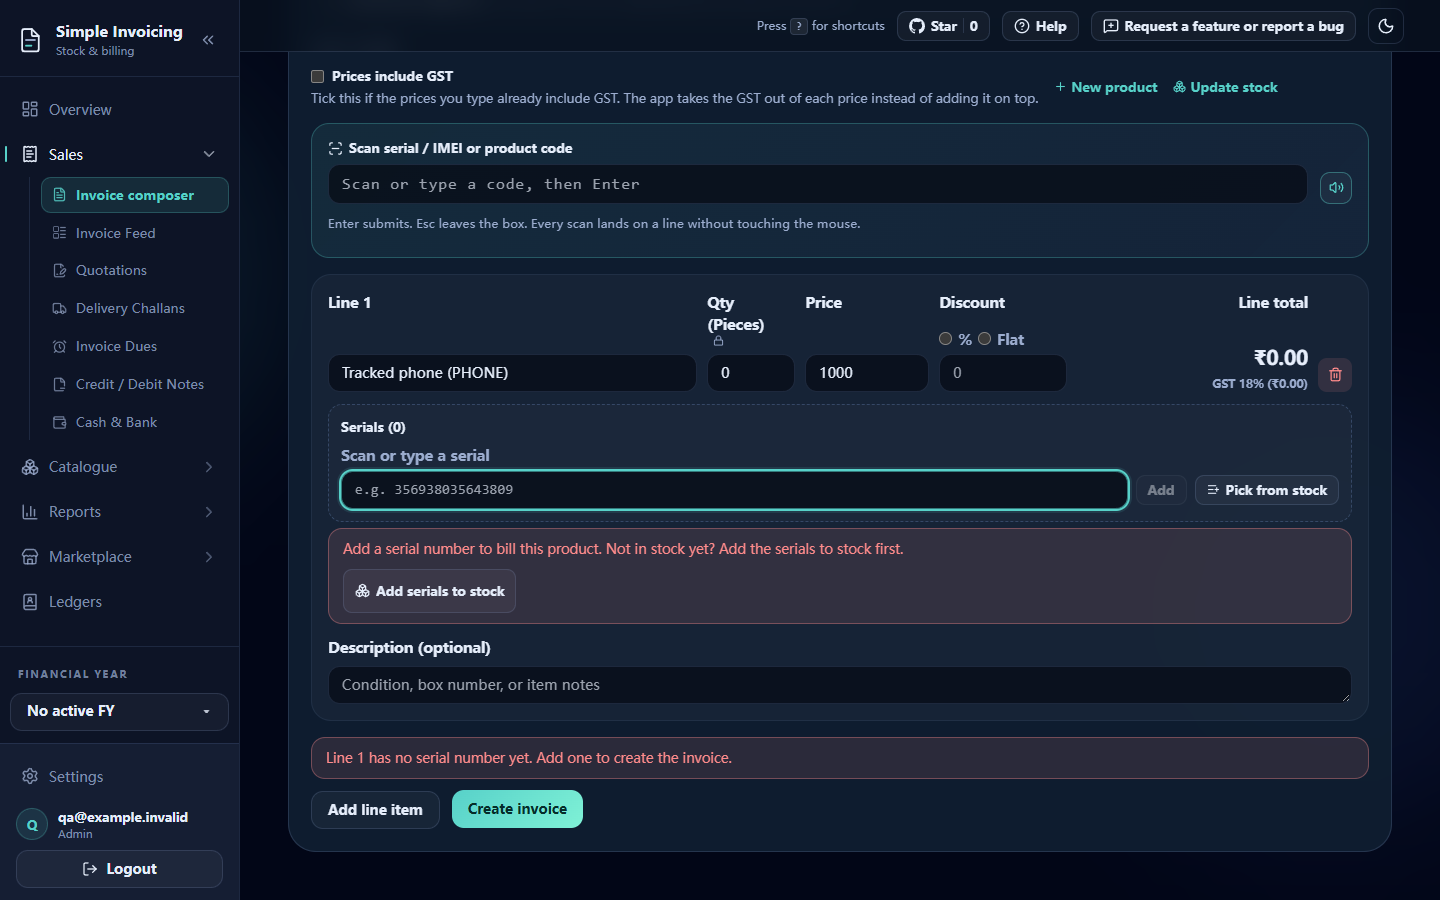 Simple Invoicing
Stock & billing
Press ? for shortcuts
Star 0
Help
Request a feature or report a bug
Overview
Sales
Invoice composer
Invoice Feed
Quotations
Delivery Challans
Invoice Dues
Credit / Debit Notes
Cash & Bank
Catalogue
Reports
Marketplace
Ledgers
FINANCIAL YEAR
No active FY
Settings
Q
qa@example.invalid
Admin
Logout
Prices include GST
Tick this if the prices you type already include GST. The app takes the GST out of each price instead of adding it on top.
+ New product
Update stock
Scan serial / IMEI or product code
Scan or type a code, then Enter
Enter submits. Esc leaves the box. Every scan lands on a line without touching the mouse.
Line 1
Qty
(Pieces)
Price
Discount
Line total
% Flat
Tracked phone (PHONE)
0
1000
0
₹0.00
GST 18% (₹0.00)
Serials (0)
Scan or type a serial
e.g. 356938035643809
Add
Pick from stock
Add a serial number to bill this product. Not in stock yet? Add the serials to stock first.
Add serials to stock
Description (optional)
Condition, box number, or item notes
Line 1 has no serial number yet. Add one to create the invoice.
Add line item
Create invoice